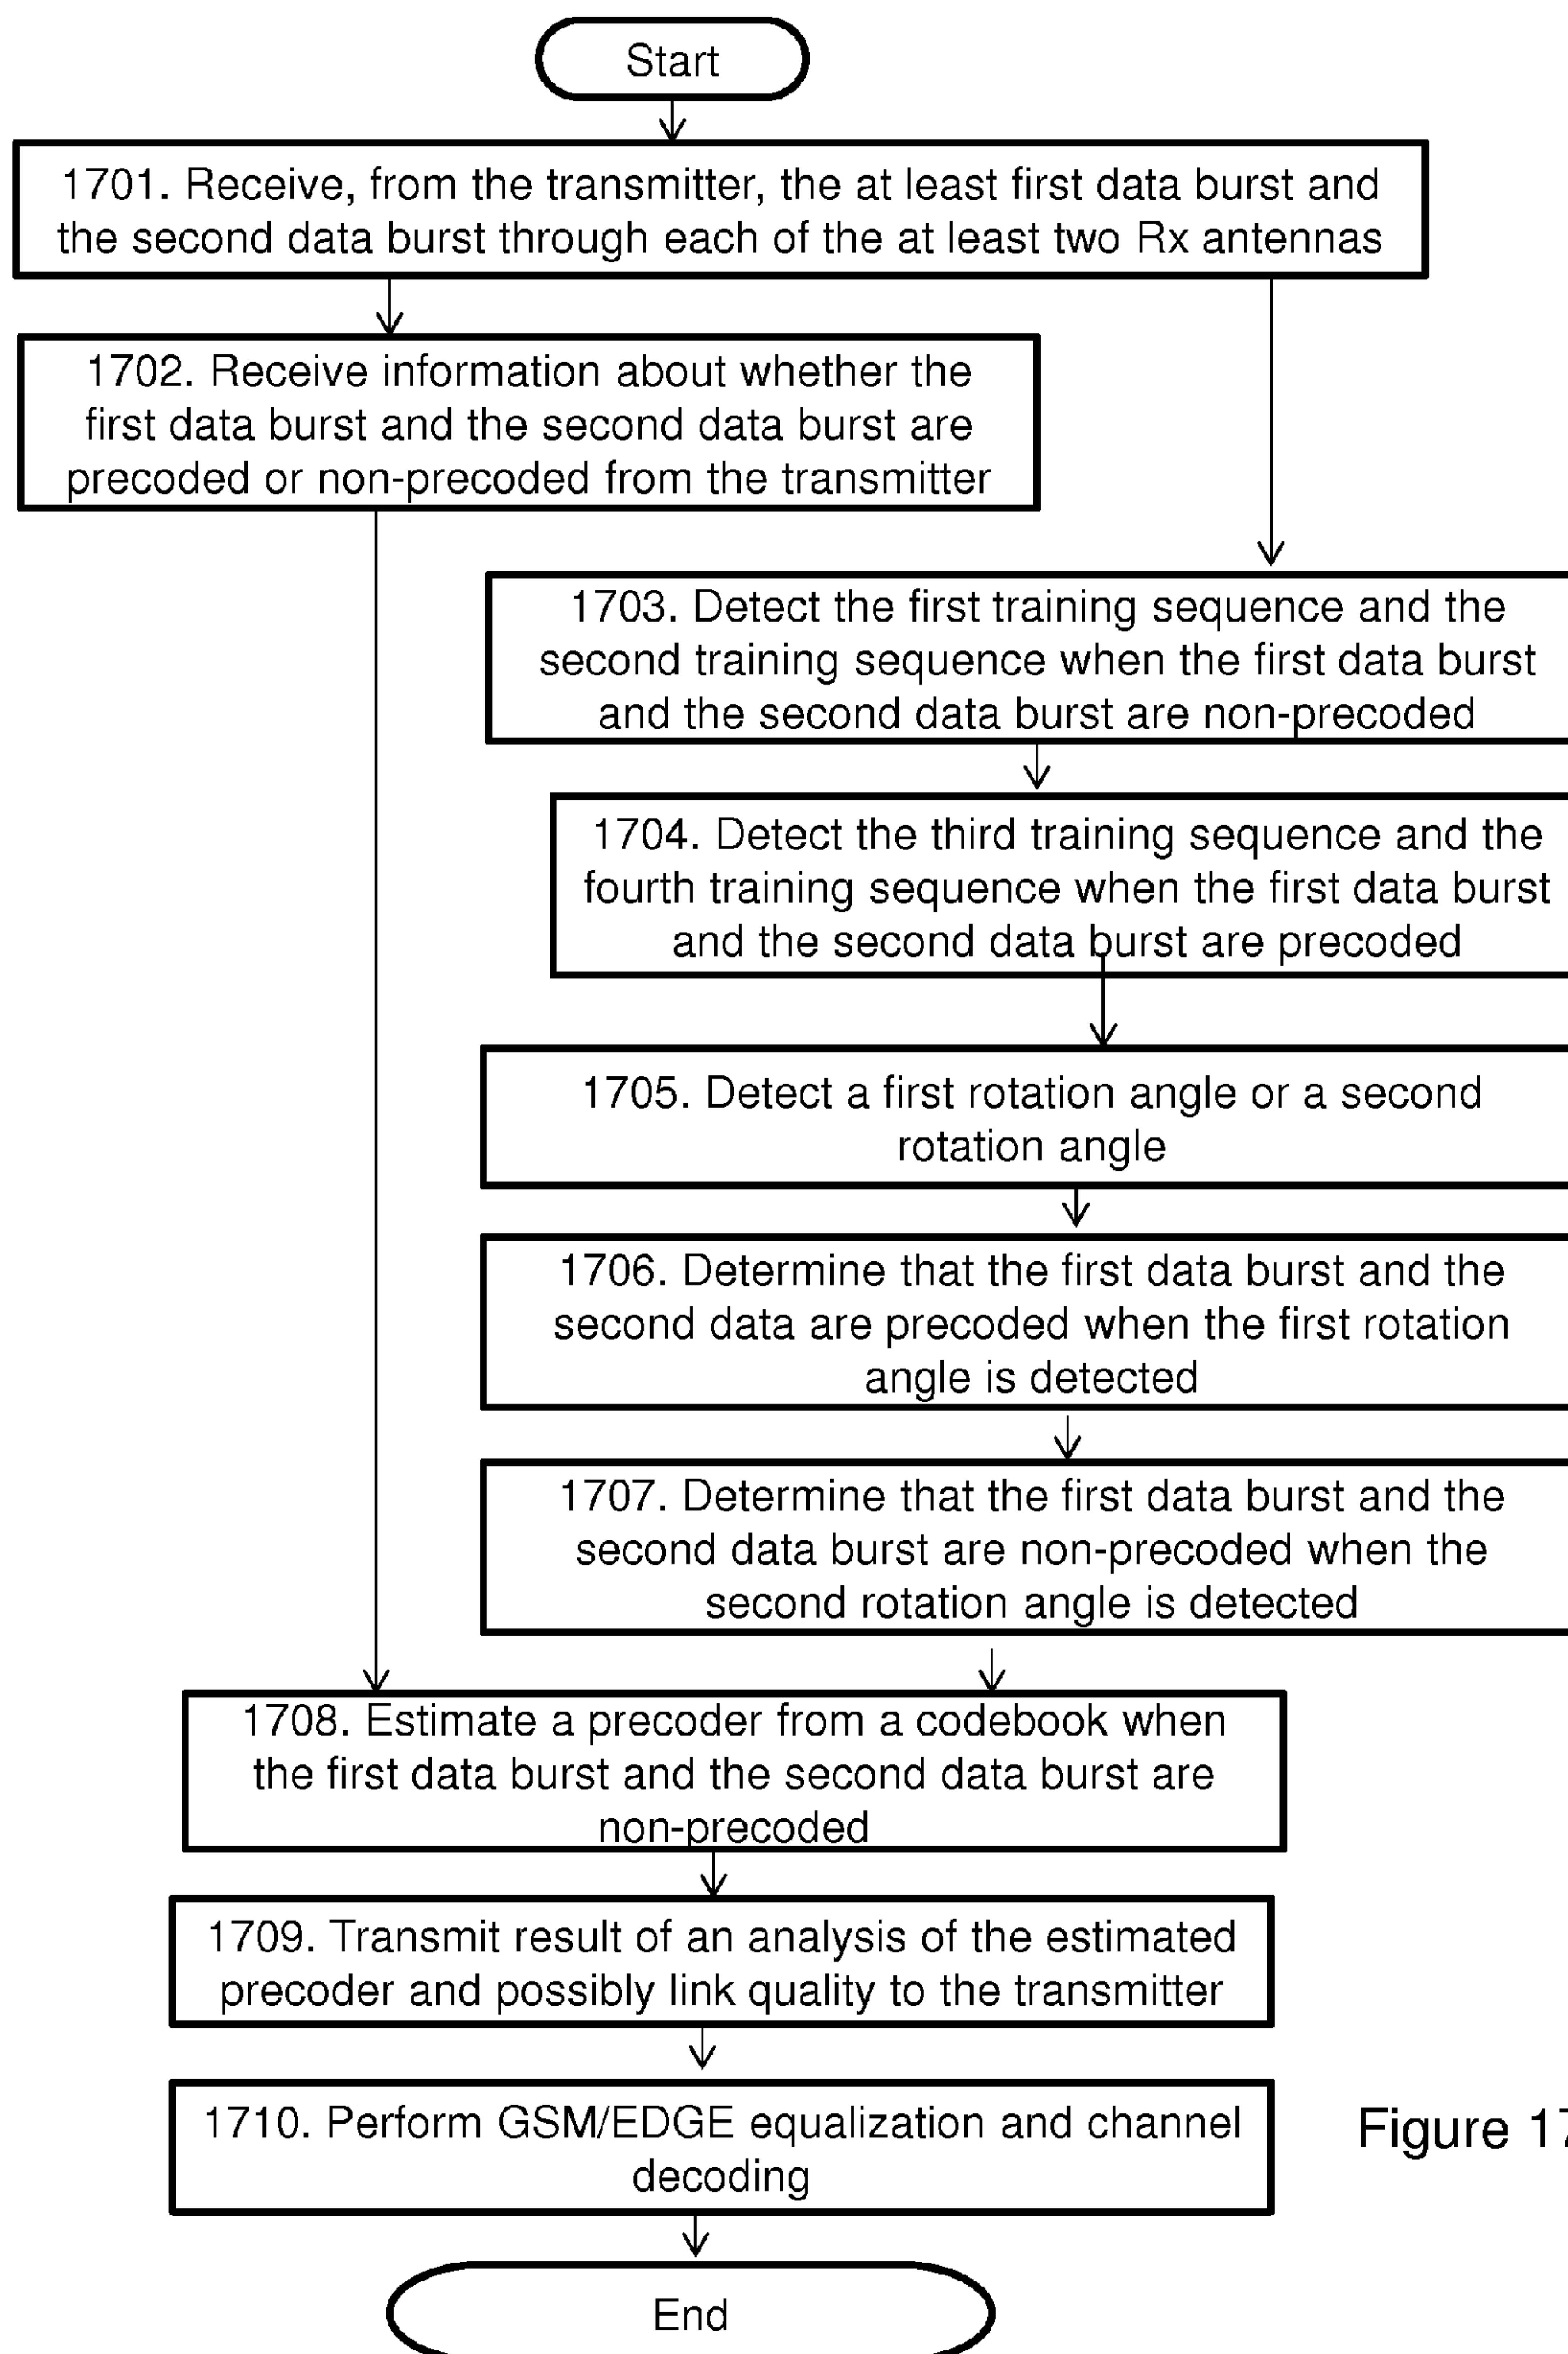 Start
1701. Receive, from the transmitter, the at least first data burst and
the second data burst through each of the at least two Rx antennas
1702. Receive information about whether the
first data burst and the second data burst are
precoded or non-precoded from the transmitter
1703. Detect the first training sequence and the
second training sequence when the first data burst
and the second data burst are non-precoded
1704. Detect the third training sequence and the
fourth training sequence when the first data burst
and the second data burst are precoded
1705. Detect a first rotation angle or a second
rotation angle
1706. Determine that the first data burst and the
second data are precoded when the first rotation
angle is detected
1707. Determine that the first data burst and the
second data burst are non-precoded when the
second rotation angle is detected
1708. Estimate a precoder from a codebook when
the first data burst and the second data burst are
non-precoded
1709. Transmit result of an analysis of the estimated
precoder and possibly link quality to the transmitter
1710. Perform GSM/EDGE equalization and channel
decoding
Figure 17
End